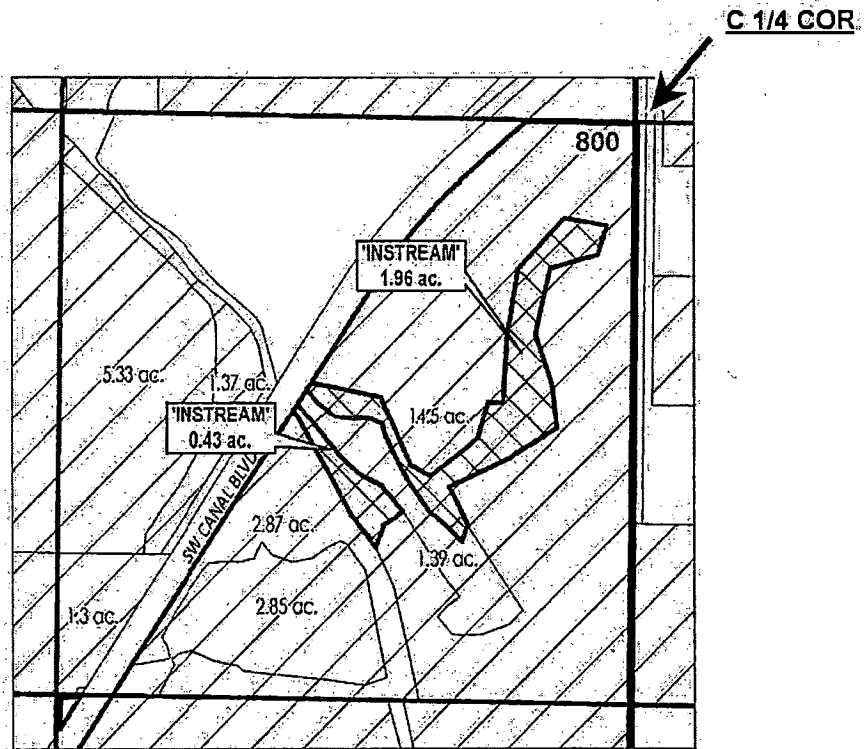 C 1/4 COR
800
'INSTREAM'
1.96 ac.
5.33 ac.
1.37 ac.
14.5 ac.
'INSTREAM'
0.43 ac.
SW CANAL BLVD
2.87 ac.
1.39 ac.
2.85 ac.
1.3 ac.